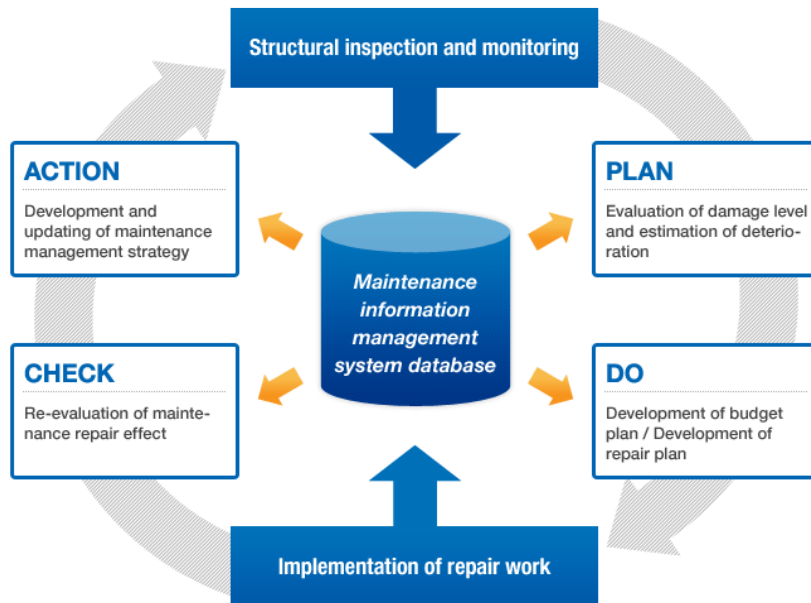 Structural inspection and monitoring
ACTION
Development and
updating of maintenance
management strategy
PLAN
Evaluation of damage level
and estimation of deterio-
ration
Maintenance
information
management
system database
CHECK
Re-evaluation of mainte-
nance repair effect
DO
Development of budget
plan / Development of
repair plan
Implementation of repair work